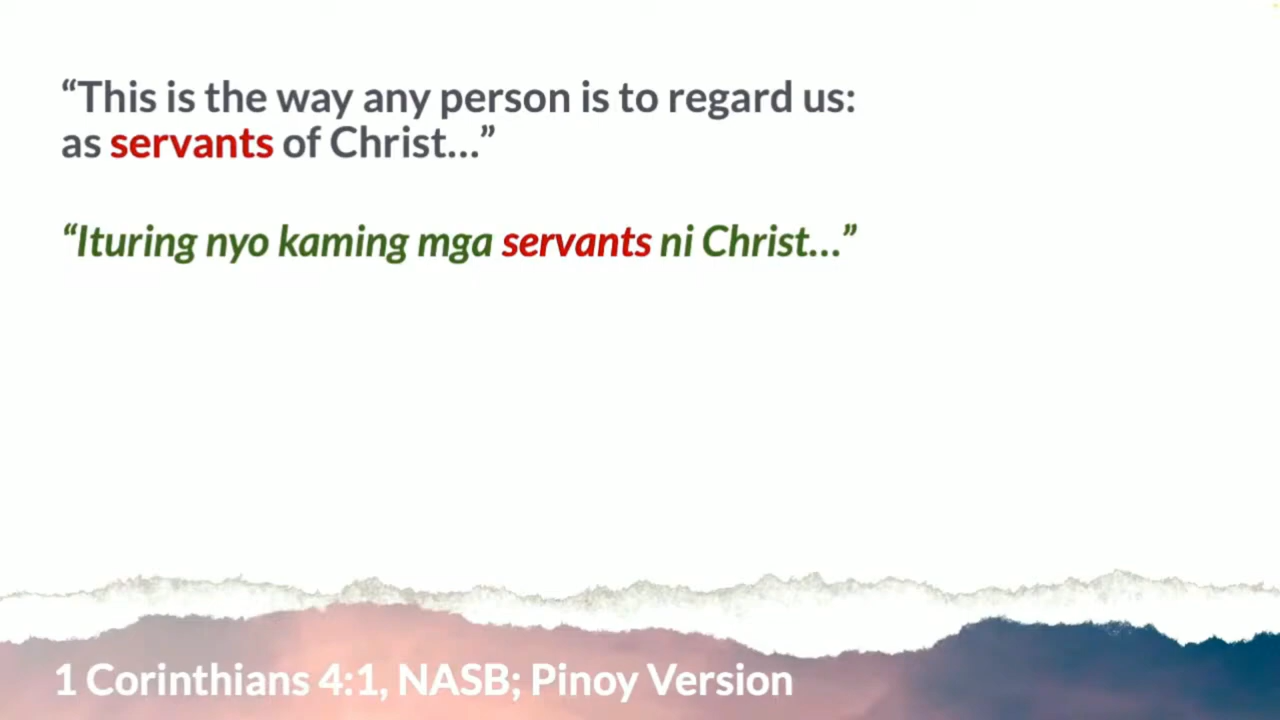 “This is the way any person is to regard us:
as servants of Christ...”
“Ituring nyo kaming mga servants ni Christ...”
1 Corinthians 4:1, NASB; Pinoy Version